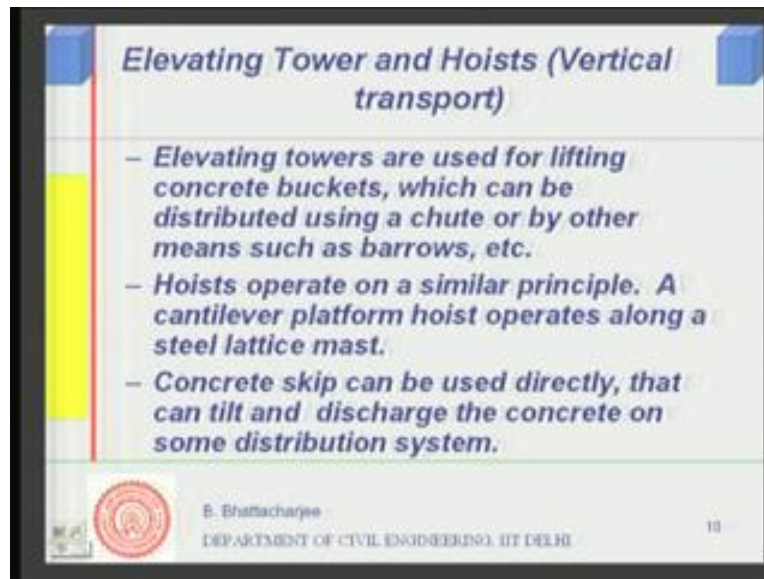 Elevating Tower and Hoists (Vertical
transport)
– Elevating towers are used for lifting
concrete buckets, which can be
distributed using a chute or by other
means such as barrows, etc.
– Hoists operate on a similar principle. A
cantilever platform hoist operates along a
steel lattice mast.
– Concrete skip can be used directly, that
can tilt and discharge the concrete on
some distribution system.
B. Bhattacharjee
DEPARTMENT OF CIVIL ENGINEERING, IIT DELHI
10